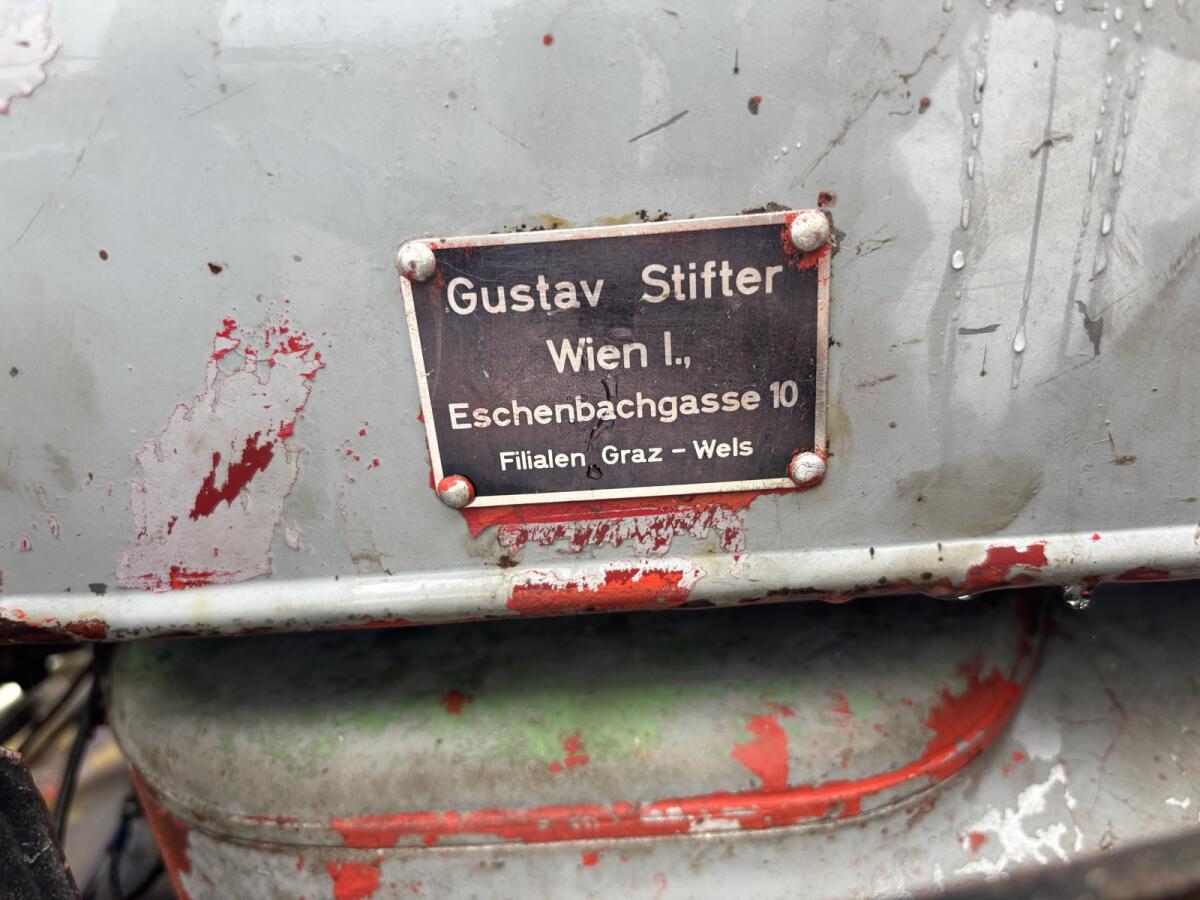 Gustav Stifter
Wien I.,
Eschenbachgasse 10
Filialen Graz - Wels